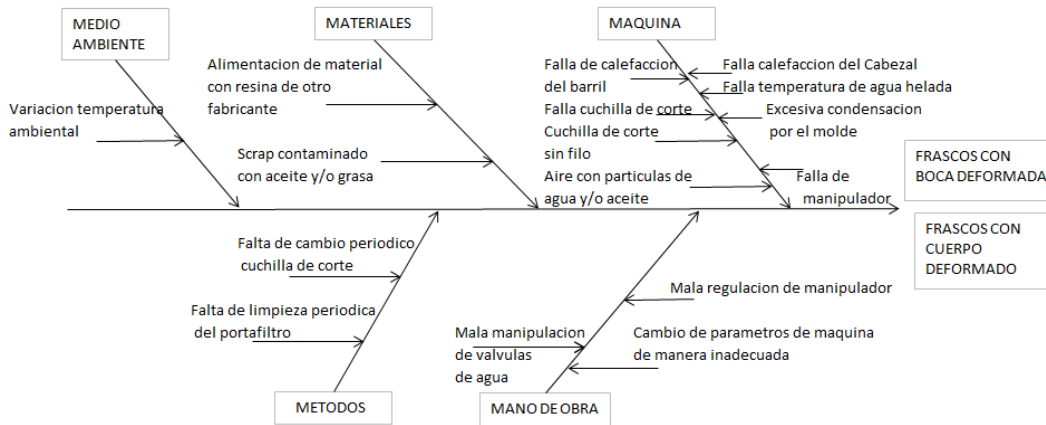 MEDIO
AMBIENTE
MATERIALES
MAQUINA
Variacion temperatura
ambiental
Alimentacion de material
con resina de otro
fabricante
Scrap contaminado
con aceite y/o grasa
Falla de calefaccion
del barril
Falla cuchilla de corte
Cuchilla de corte
sin filo
Aire con particulas de
agua y/o aceite
Falla calefaccion del Cabezal
Falla temperatura de agua helada
Excesiva condensacion
por el molde
Falla de
manipulador
FRASCOS CON
BOCA DEFORMADA
FRASCOS CON
CUERPO
DEFORMADO
Falta de cambio periodico
cuchilla de corte
Falta de limpieza periodica
del portafiltro
Mala regulacion de manipulador
Mala manipulacion
de valvulas
de agua
Cambio de parametros de maquina
de manera inadecuada
METODOS
MANO DE OBRA